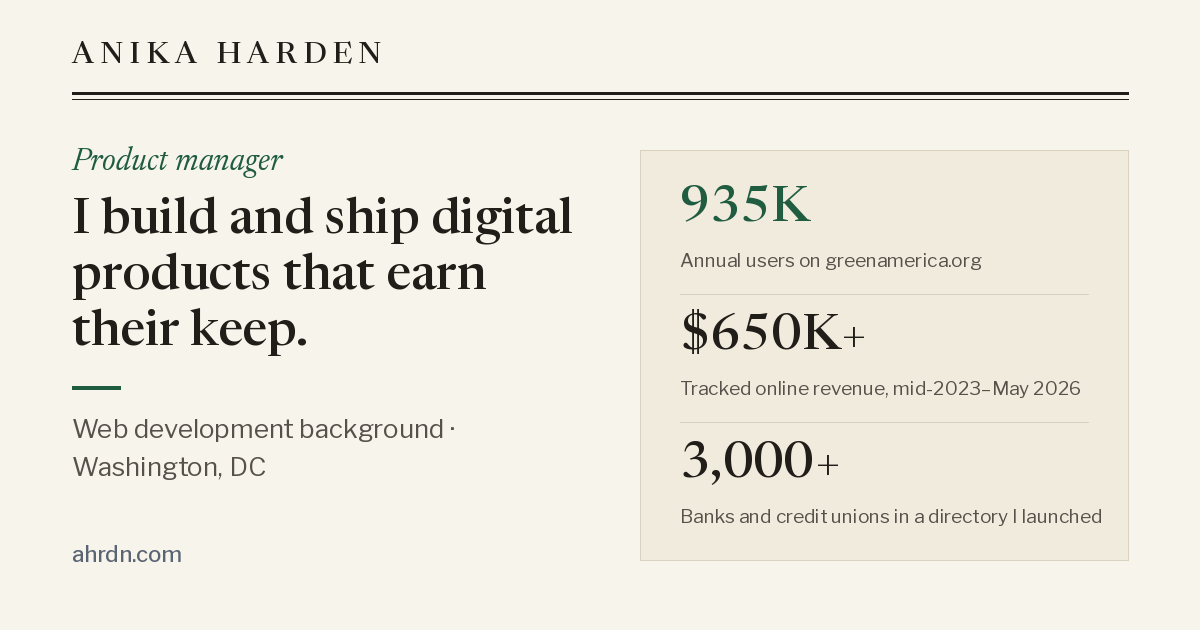 ANIKA HARDEN
Product manager
I build and ship digital
products that earn
their keep.
Web development background ·
Washington, DC
ahrdn.com
935K
Annual users on greenamerica.org
$650K+
Tracked online revenue, mid-2023–May 2026
3,000+
Banks and credit unions in a directory I launched